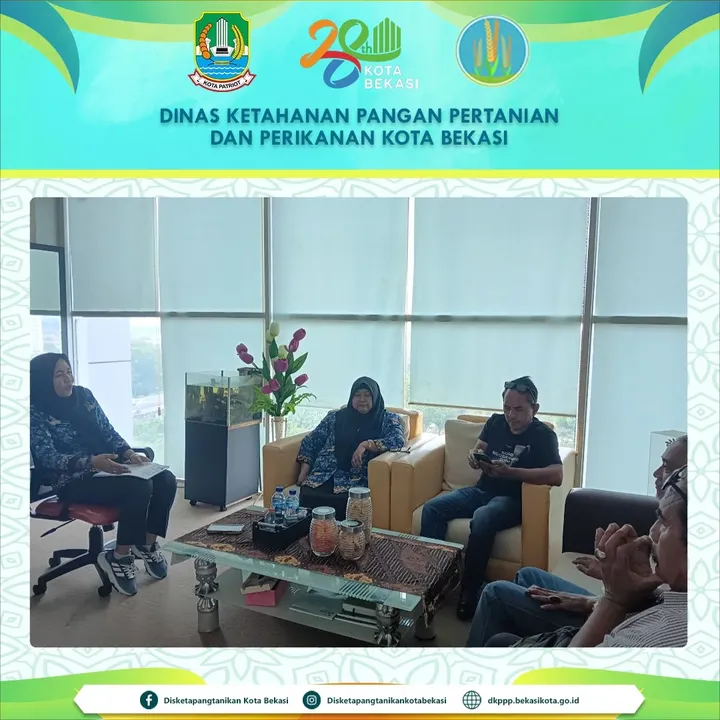 KOTA PATRIOT
28th
KOTA
BEKASI
DINAS KETAHANAN PANGAN PERTANIAN
DAN PERIKANAN KOTA BEKASI
Disketapangtanikan Kota Bekasi
Disketapangtanikankotabekasi
dkppp.bekasikota.go.id